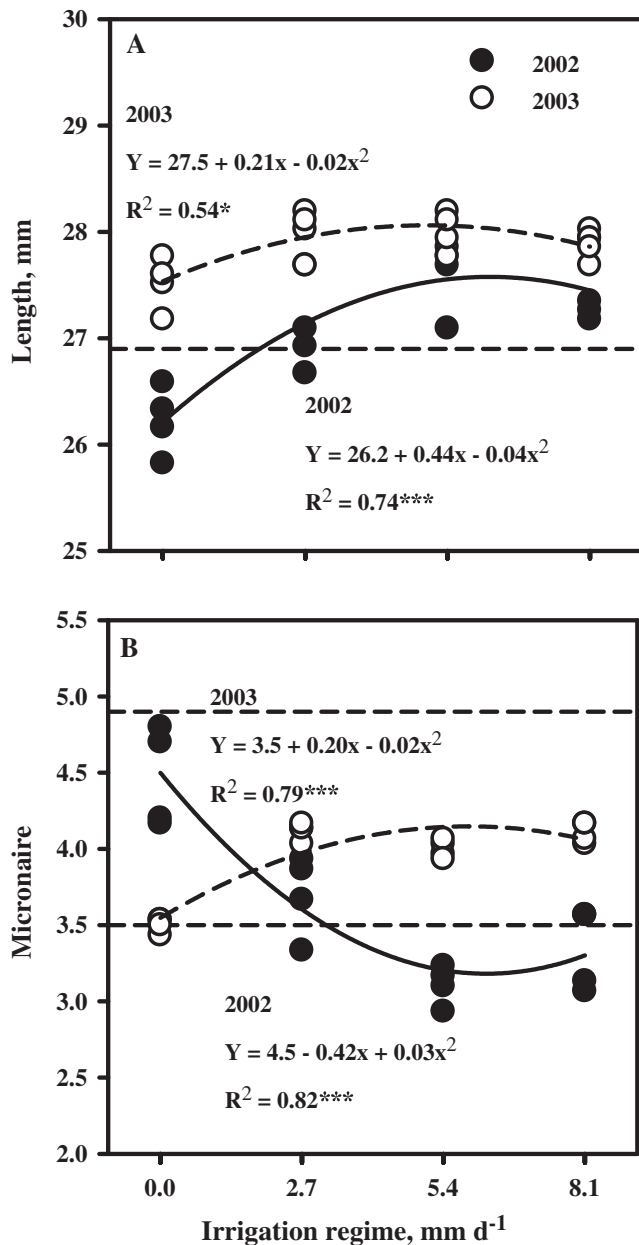 30
A
2002
2003
29
2003
Y = 27.5 + 0.21x - 0.02x²
R² = 0.54*
28
Length, mm
27
2002
Y = 26.2 + 0.44x - 0.04x²
26
R² = 0.74***
25
5.5
B
5.0
2003
Y = 3.5 + 0.20x - 0.02x²
4.5
R² = 0.79***
4.0
Micronaire
3.5
3.0
2002
Y = 4.5 - 0.42x + 0.03x²
2.5
R² = 0.82***
2.0
0.0 2.7 5.4 8.1
Irrigation regime, mm d⁻¹